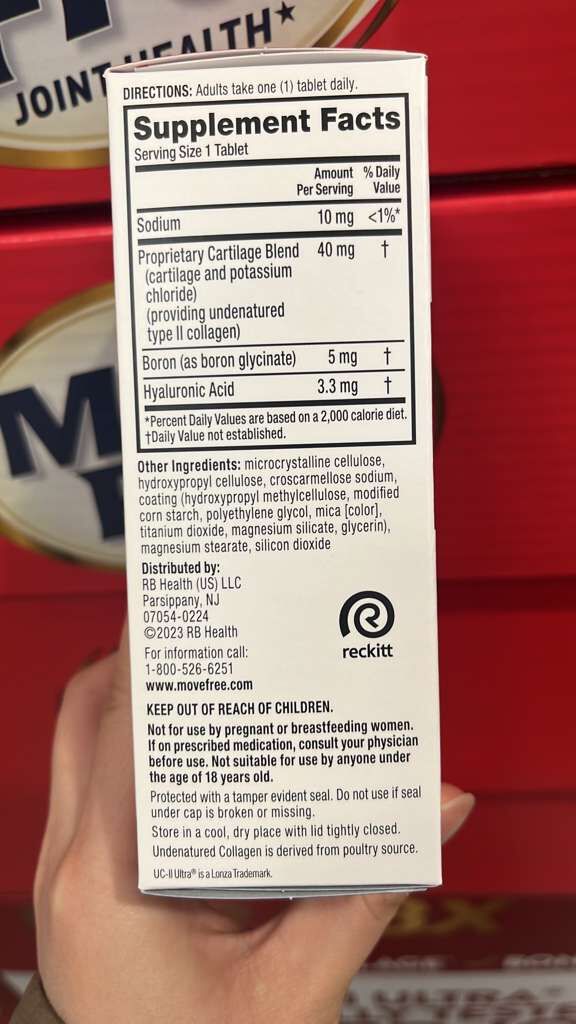 JOINT HEALTH★
DIRECTIONS: Adults take one (1) tablet daily.
Supplement Facts
Serving Size 1 Tablet
Amount Per Serving % Daily Value
Sodium 10 mg <1%*
Proprietary Cartilage Blend 40 mg †
(cartilage and potassium
chloride)
(providing undenatured
type II collagen)
Boron (as boron glycinate) 5 mg †
Hyaluronic Acid 3.3 mg †
*Percent Daily Values are based on a 2,000 calorie diet.
†Daily Value not established.
Other Ingredients: microcrystalline cellulose,
hydroxypropyl cellulose, croscarmellose sodium,
coating (hydroxypropyl methylcellulose, modified
corn starch, polyethylene glycol, mica [color],
titanium dioxide, magnesium silicate, glycerin),
magnesium stearate, silicon dioxide
Distributed by:
RB Health (US) LLC
Parsippany, NJ
07054-0224
©2023 RB Health
reckitt
For information call:
1-800-526-6251
www.movefree.com
KEEP OUT OF REACH OF CHILDREN.
Not for use by pregnant or breastfeeding women.
If on prescribed medication, consult your physician
before use. Not suitable for use by anyone under
the age of 18 years old.
Protected with a tamper evident seal. Do not use if seal
under cap is broken or missing.
Store in a cool, dry place with lid tightly closed.
Undenatured Collagen is derived from poultry source.
UC-II Ultra® is a Lonza Trademark.